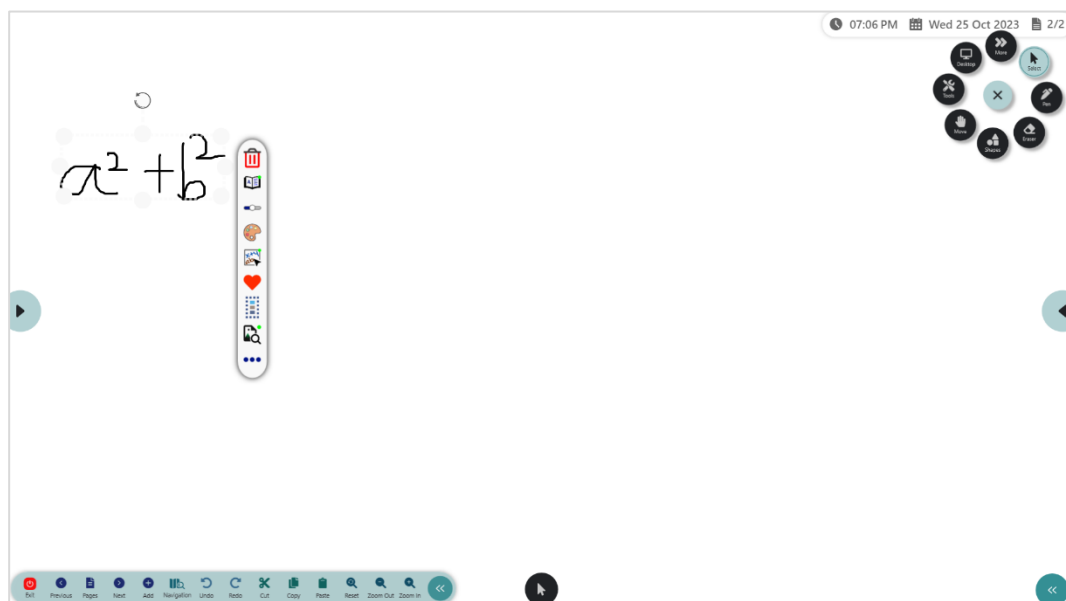 07:06 PM Wed 25 Oct 2023 2/2
More
Desktop
Select
Tools
Pen
Move
Eraser
Shapes
a² + b²
Exit Previous Pages Next Add Navigation Undo Redo Cut Copy Paste Reset Zoom Out Zoom In